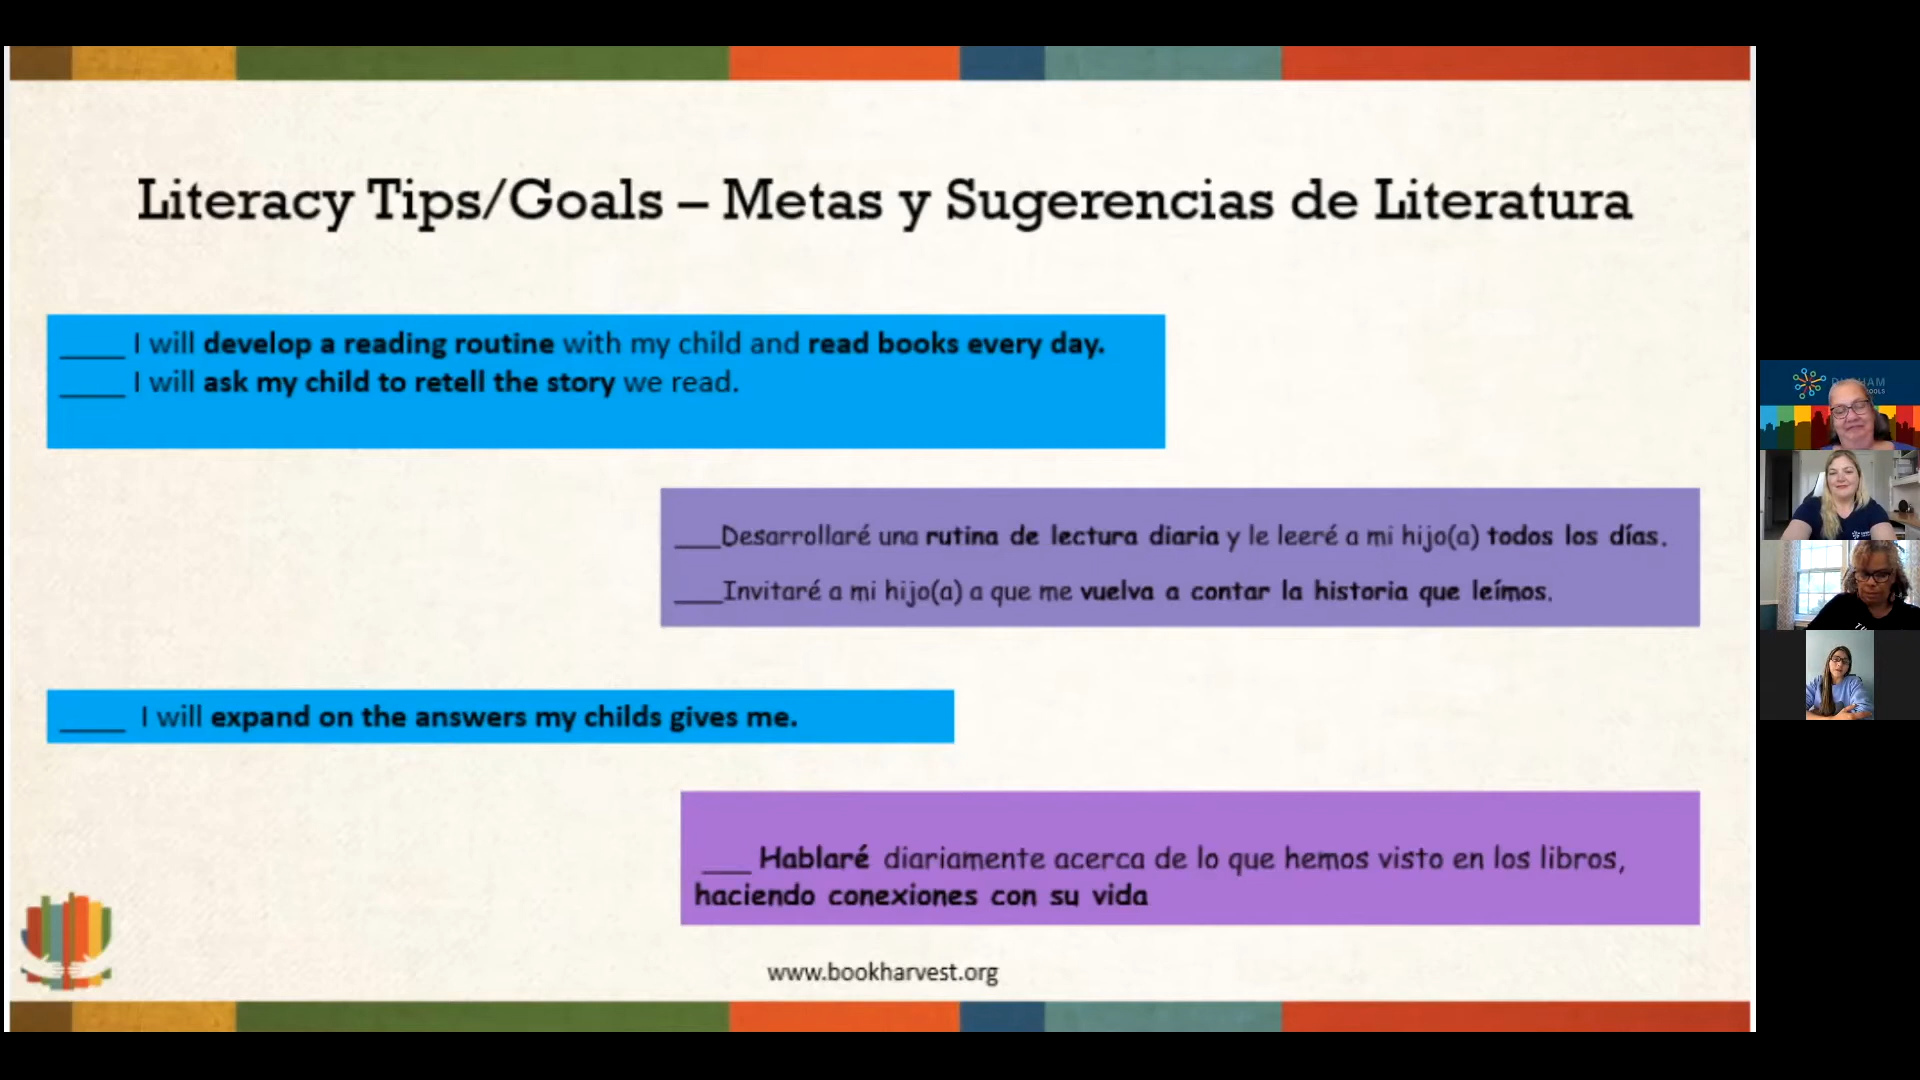 Literacy Tips/Goals – Metas y Sugerencias de Literatura
____ I will develop a reading routine with my child and read books every day.
____ I will ask my child to retell the story we read.
___Desarrollaré una rutina de lectura diaria y le leeré a mi hijo(a) todos los días.
___Invitaré a mi hijo(a) a que me vuelva a contar la historia que leímos.
____ I will expand on the answers my childs gives me.
___ Hablaré diariamente acerca de lo que hemos visto en los libros,
haciendo conexiones con su vida
www.bookharvest.org